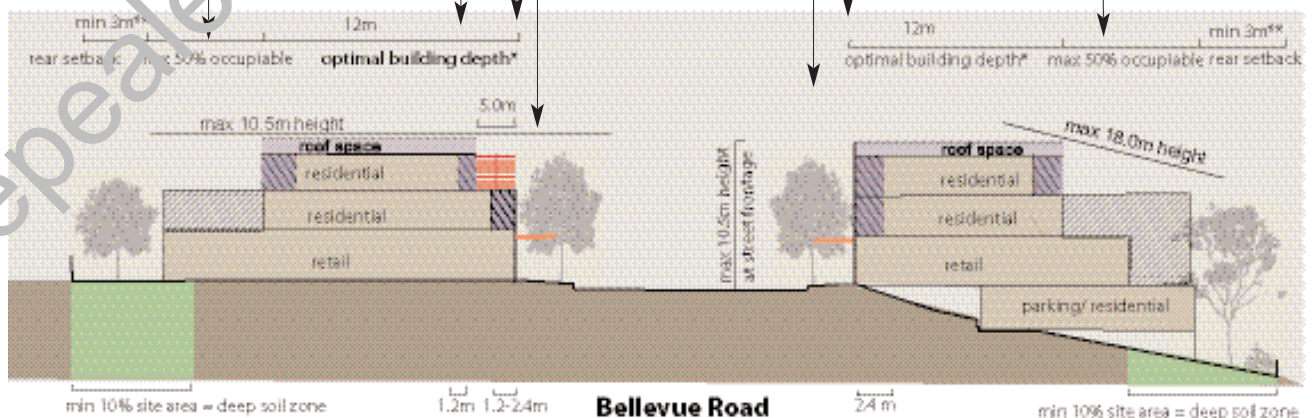 min 3m**
12m
rear setback max 50% occupiable optimal building depth*
12m
min 3m**
optimal building depth* max 50% occupiable rear setback
5.0m
max 10.5m height
max 18.0m height
roof space
residential
residential
retail
max 10.5m height
at street frontage
roof space
residential
residential
retail
parking/ residential
min 10% site area = deep soil zone
1.2m 1.2-2.4m
Bellevue Road
2.4 m
min 10% site area = deep soil zone